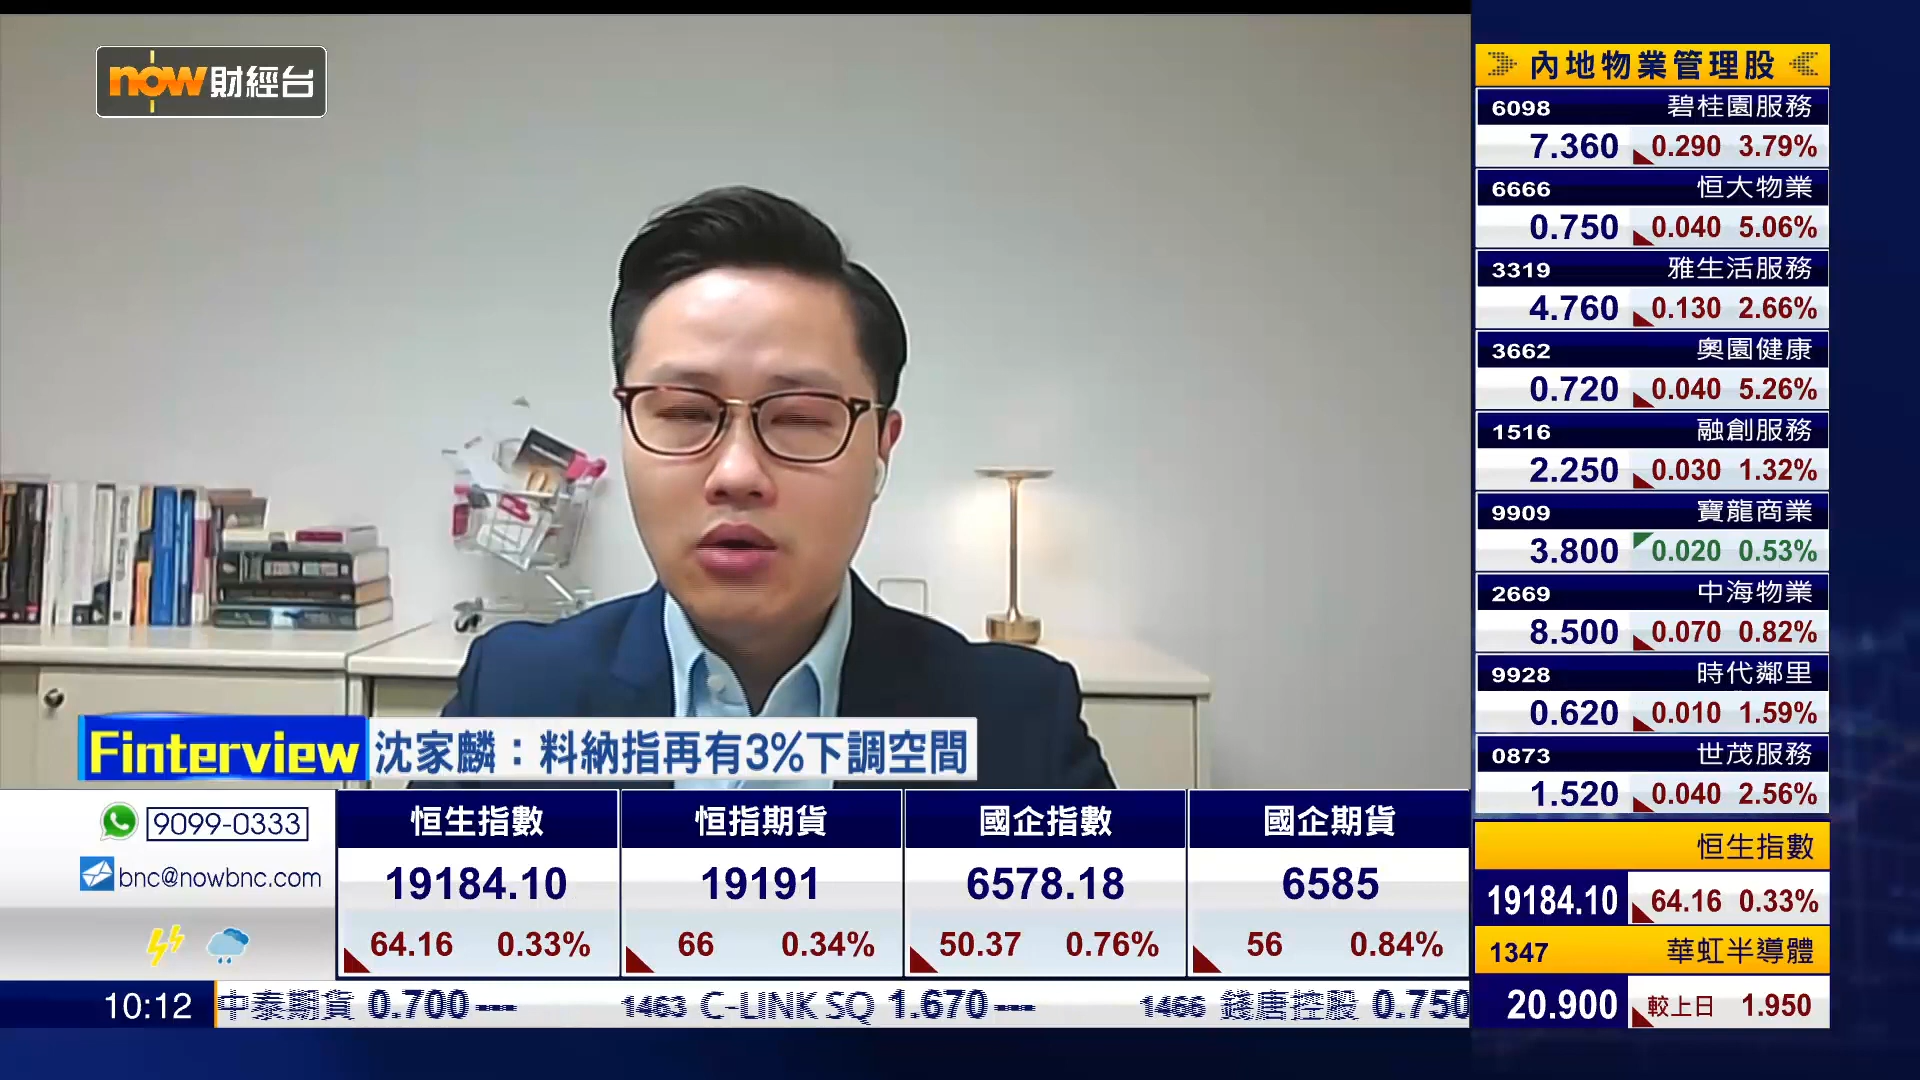 now財經台
Finterview 沈家麟：料納指再有3%下調空間
9099-0333
bnc@nowbnc.com
恒生指數
19184.10
64.16 0.33%
恒指期貨
19191
66 0.34%
國企指數
6578.18
50.37 0.76%
國企期貨
6585
56 0.84%
10:12 中泰期貨 0.700 --- 1463 C-LINK SQ 1.670 --- 1466 錢唐控股 0.750
內地物業管理股
6098 碧桂園服務
7.360 0.290 3.79%
6666 恒大物業
0.750 0.040 5.06%
3319 雅生活服務
4.760 0.130 2.66%
3662 奧園健康
0.720 0.040 5.26%
1516 融創服務
2.250 0.030 1.32%
9909 寶龍商業
3.800 0.020 0.53%
2669 中海物業
8.500 0.070 0.82%
9928 時代鄰里
0.620 0.010 1.59%
0873 世茂服務
1.520 0.040 2.56%
恒生指數
19184.10 64.16 0.33%
1347 華虹半導體
20.900 較上日 1.950